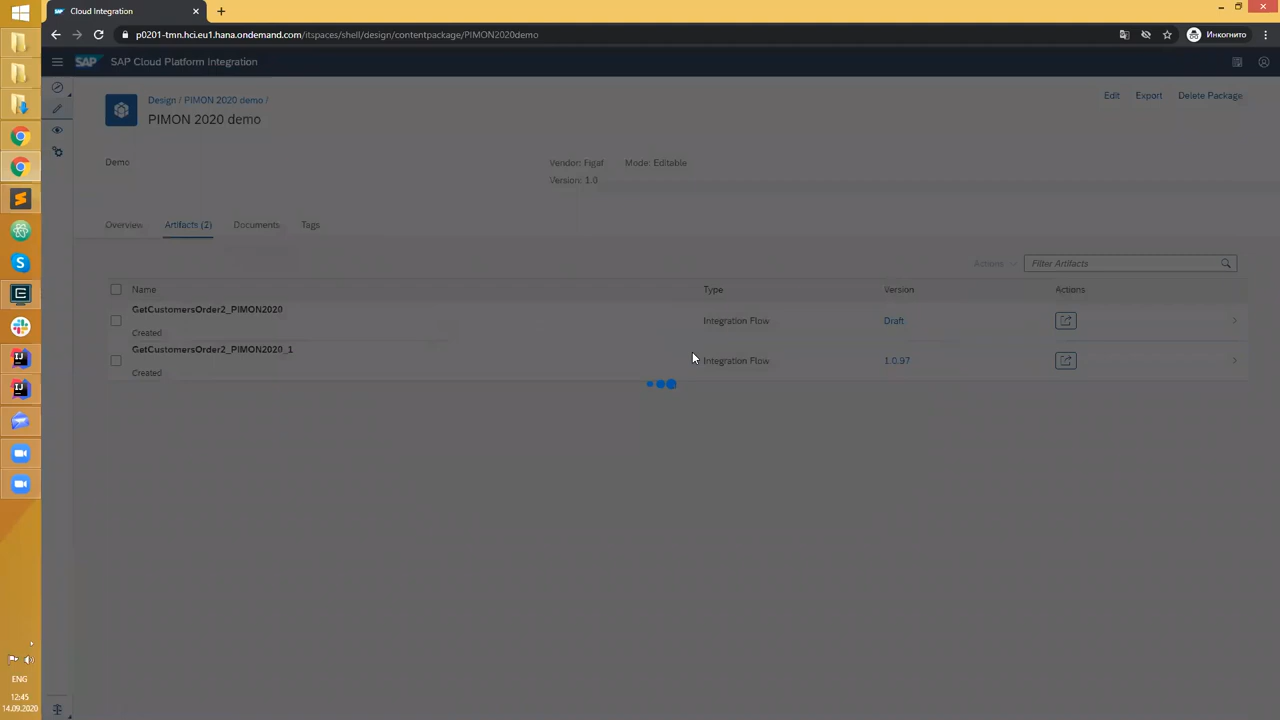 Cloud Integration
p0201-tmn.hci.eu1.hana.ondemand.com/itspaces/shell/design/contentpackage/PIMON2020demo
Инкогнито
SAP SAP Cloud Platform Integration
Design / PIMON 2020 demo /
PIMON 2020 demo
Edit Export Delete Package
Demo
Vendor: Figaf Mode: Editable
Version: 1.0
Overview Artifacts (2) Documents Tags
Actions Filter Artifacts
Name Type Version Actions
GetCustomersOrder2_PIMON2020
Created
Integration Flow Draft
GetCustomersOrder2_PIMON2020_1
Created
Integration Flow 1.0.97
ENG
12:45
14.09.2020